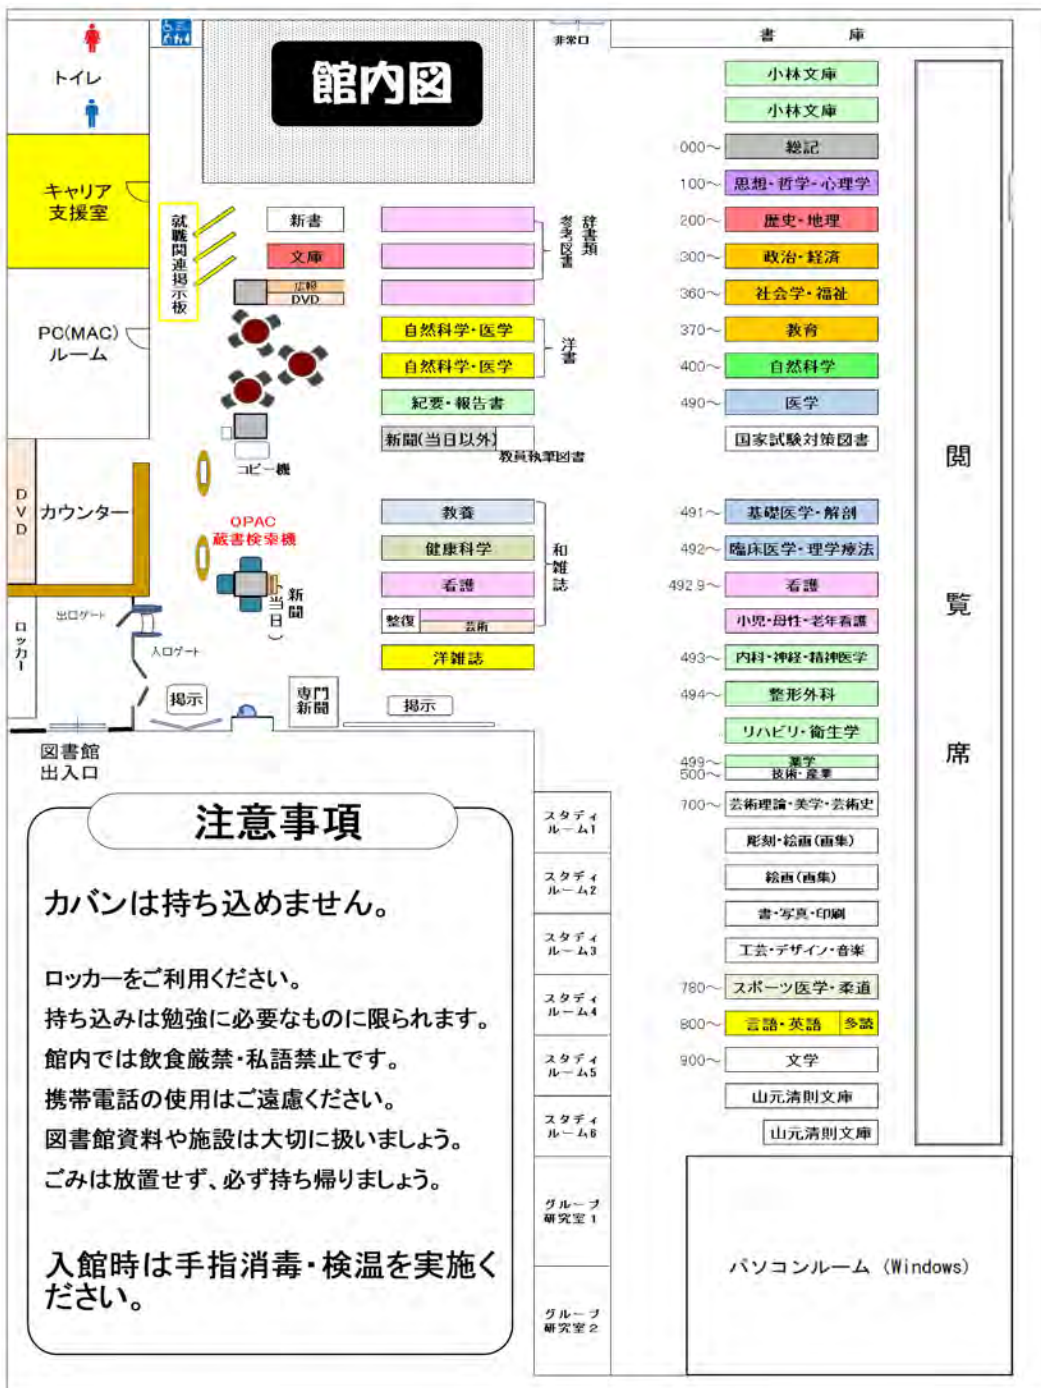 館内図
トイレ
キャリア
支援室
就職関連掲示板
PC(MAC)
ルーム
新書
文庫
広報
DVD
辞書類
参考図書
自然科学・医学
自然科学・医学
洋書
紀要・報告書
新聞(当日以外)
教員執筆図書
コピー機
DVD
カウンター
OPAC
蔵書検索機
新聞
(当日)
教養
健康科学
看護
整復
芸術
和雑誌
洋雑誌
ロッカー
出口ゲート
入口ゲート
掲示
専門
新聞
掲示
図書館
出入口
非常口
書庫
小林文庫
小林文庫
000～ 総記
100～ 思想・哲学・心理学
200～ 歴史・地理
300～ 政治・経済
360～ 社会学・福祉
370～ 教育
400～ 自然科学
490～ 医学
国家試験対策図書
491～ 基礎医学・解剖
492～ 臨床医学・理学療法
492.9～ 看護
小児・母性・老年看護
493～ 内科・神経・精神医学
494～ 整形外科
リハビリ・衛生学
499～ 薬学
500～ 技術・産業
700～ 芸術理論・美学・芸術史
彫刻・絵画(画集)
絵画(画集)
書・写真・印刷
工芸・デザイン・音楽
780～ スポーツ医学・柔道
800～ 言語・英語 多読
900～ 文学
山元清則文庫
山元清則文庫
閲覧席
スタディ
ルーム1
スタディ
ルーム2
スタディ
ルーム3
スタディ
ルーム4
スタディ
ルーム5
スタディ
ルーム6
グループ
研究室1
グループ
研究室2
パソコンルーム (Windows)
注意事項
カバンは持ち込めません。
ロッカーをご利用ください。
持ち込みは勉強に必要なものに限られます。
館内では飲食厳禁・私語禁止です。
携帯電話の使用はご遠慮ください。
図書館資料や施設は大切に扱いましょう。
ごみは放置せず、必ず持ち帰りましょう。
入館時は手指消毒・検温を実施く
ださい。